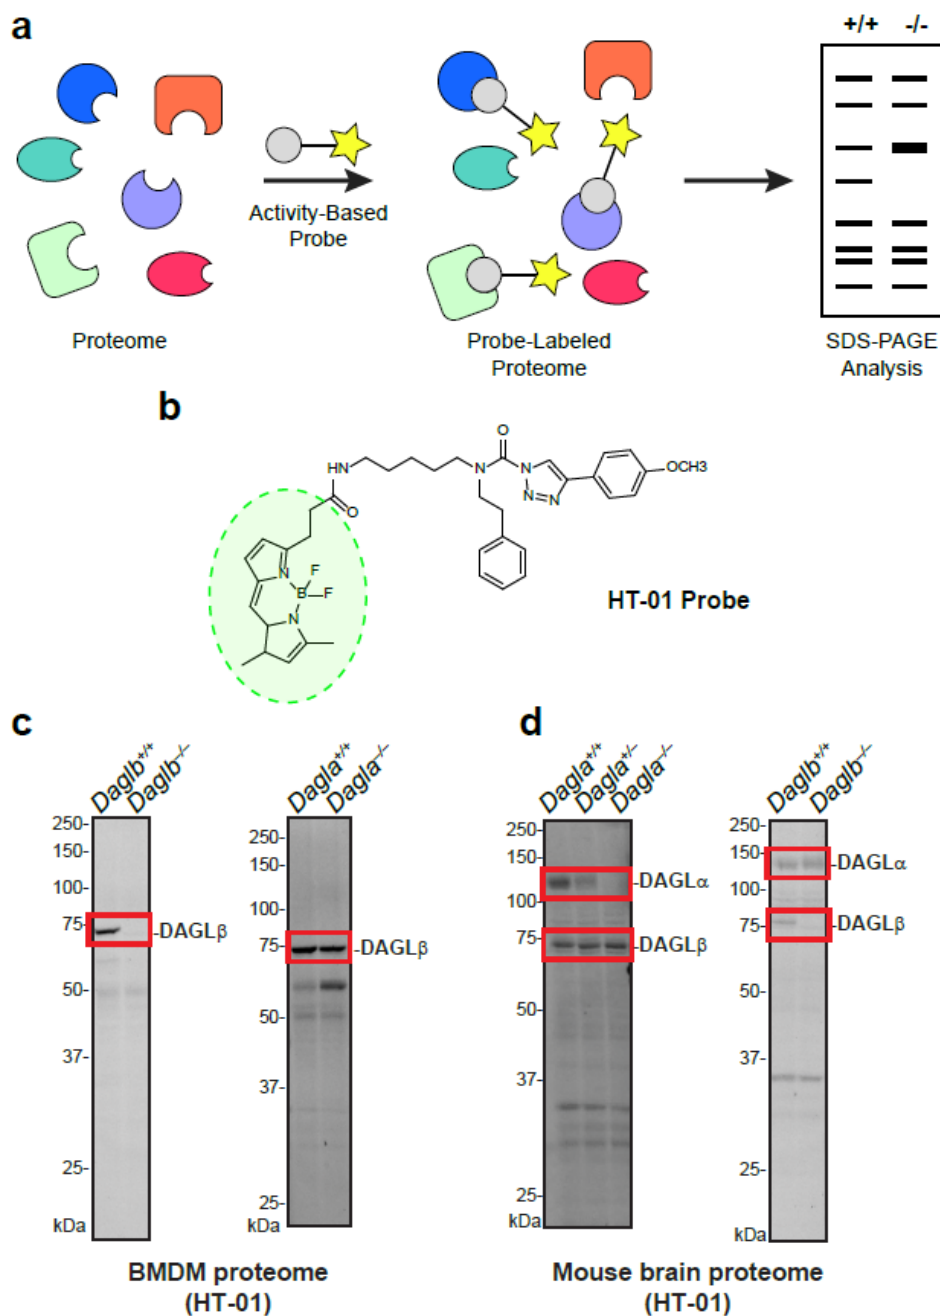 a
+/+ -/-
Activity-Based
Probe
Proteome
Probe-Labeled
Proteome
SDS-PAGE
Analysis
b
O
HN
N
N
N=N
OCH3
O
N
F
B
F
N
HT-01 Probe
c
Daglb+/+
Daglb–/–
250-
150-
100-
75-
50-
37-
25-
kDa
-DAGLβ
Dagla+/+
Dagla–/–
250-
150-
100-
75-
50-
37-
25-
kDa
-DAGLβ
BMDM proteome
(HT-01)
d
Dagla+/+
Dagla+/–
Dagla–/–
250-
150-
100-
75-
50-
37-
25-
kDa
-DAGLα
-DAGLβ
Daglb+/+
Daglb–/–
250-
150-
100-
75-
50-
37-
25-
kDa
-DAGLα
-DAGLβ
Mouse brain proteome
(HT-01)